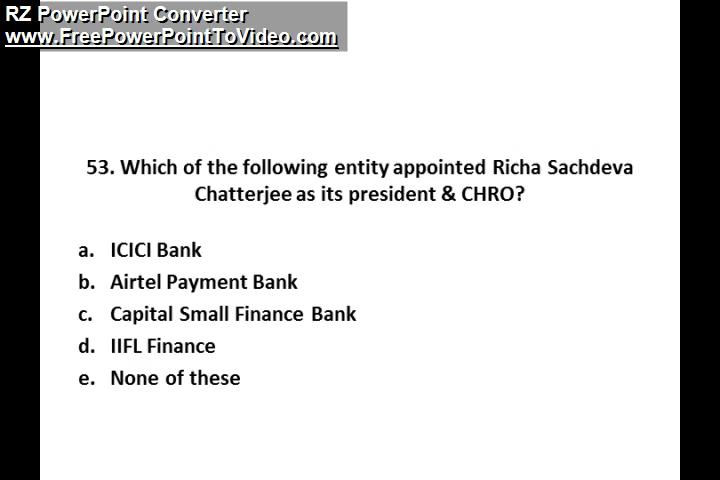 RZ PowerPoint Converter
www.FreePowerPointToVideo.com
53. Which of the following entity appointed Richa Sachdeva
Chatterjee as its president & CHRO?
a. ICICI Bank
b. Airtel Payment Bank
c. Capital Small Finance Bank
d. IIFL Finance
e. None of these